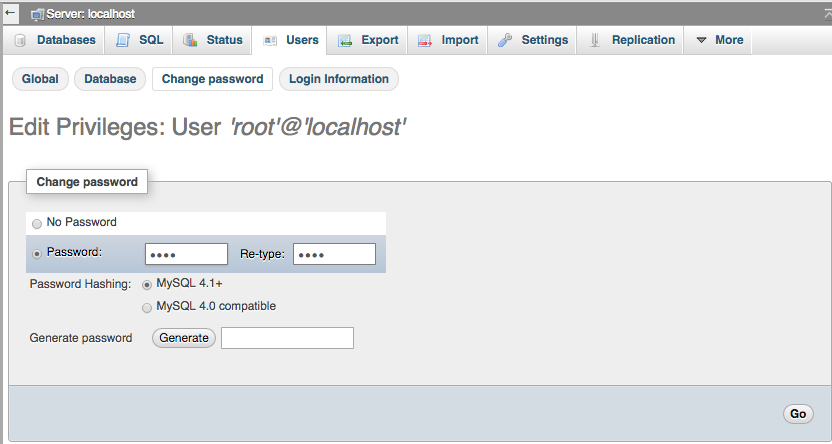 Server: localhost
Databases SQL Status Users Export Import Settings Replication More
Global Database Change password Login Information
Edit Privileges: User 'root'@'localhost'
Change password
No Password
Password: •••• Re-type: ••••
Password Hashing: MySQL 4.1+
MySQL 4.0 compatible
Generate password Generate
Go